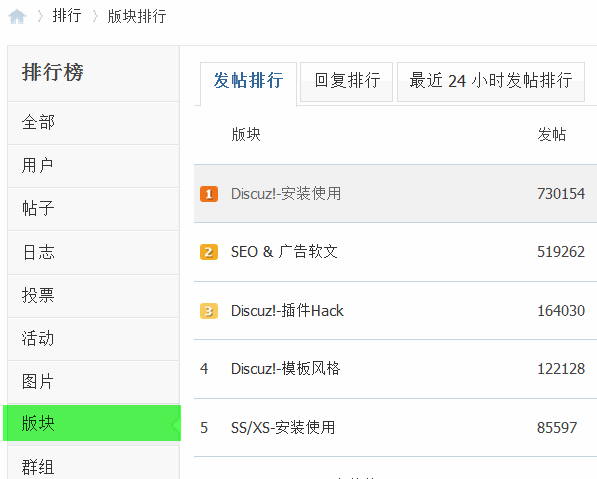 排行 版块排行
排行榜
全部
用户
帖子
日志
投票
活动
图片
版块
群组
发帖排行 回复排行 最近 24 小时发帖排行
版块 发帖
1 Discuz!-安装使用 730154
2 SEO & 广告软文 519262
3 Discuz!-插件Hack 164030
4 Discuz!-模板风格 122128
5 SS/XS-安装使用 85597